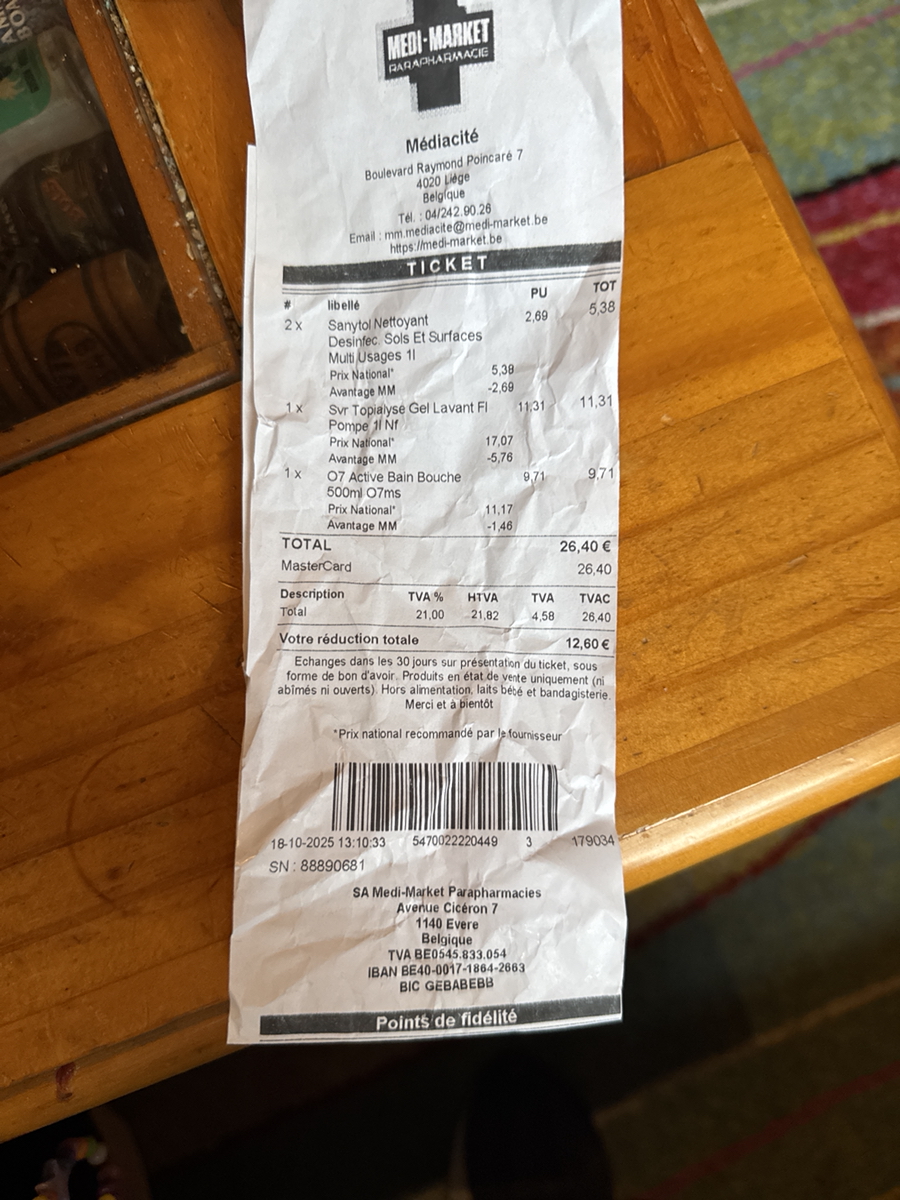 MEDI-MARKET
PARAPHARMACIE
Médiacité
Boulevard Raymond Poincaré 7
4020 Liège
Belgique
Tél. : 04/242.90.26
Email : mm.mediacite@medi-market.be
https://medi-market.be
TICKET
# libellé PU TOT
2 x Sanytol Nettoyant 2,69 5,38
Desinfec. Sols Et Surfaces
Multi Usages 1l
Prix National* 5,38
Avantage MM -2,69
1 x Svr Topialyse Gel Lavant Fl 11,31 11,31
Pompe 1l Nf
Prix National* 17,07
Avantage MM -5,76
1 x O7 Active Bain Bouche 9,71 9,71
500ml O7ms
Prix National* 11,17
Avantage MM -1,46
TOTAL 26,40 €
MasterCard 26,40
Description TVA % HTVA TVA TVAC
Total 21,00 21,82 4,58 26,40
Votre réduction totale 12,60 €
Echanges dans les 30 jours sur présentation du ticket, sous
forme de bon d'avoir. Produits en état de vente uniquement (ni
abîmés ni ouverts). Hors alimentation, laits bébé et bandagisterie.
Merci et à bientôt
*Prix national recommandé par le fournisseur
18-10-2025 13:10:33 5470022220449 3 179034
SN : 88890681
SA Medi-Market Parapharmacies
Avenue Cicéron 7
1140 Evere
Belgique
TVA BE0545.833.054
IBAN BE40-0017-1864-2663
BIC GEBABEBB
Points de fidélité